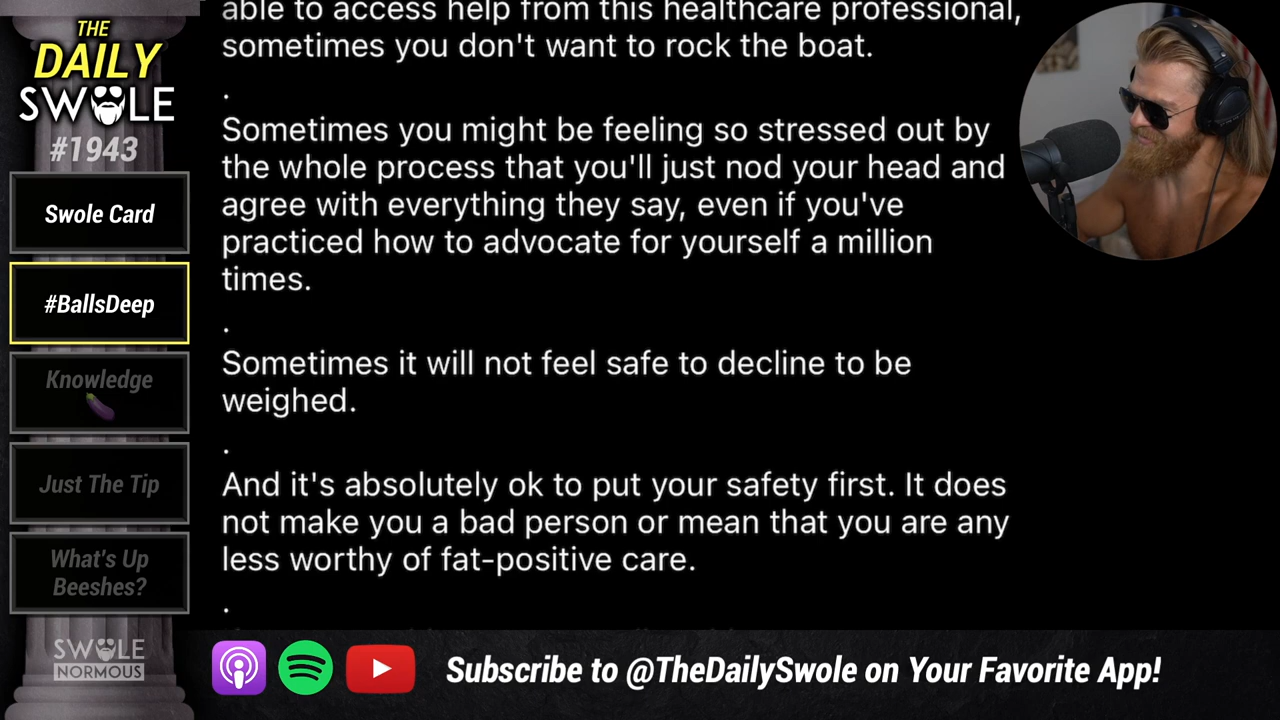 THE
DAILY
SWOLE
#1943
Swole Card
#BallsDeep
Knowledge
Just The Tip
What's Up
Beeshes?
SWOLE
NORMOUS
able to access help from this healthcare professional,
sometimes you don't want to rock the boat.
.
Sometimes you might be feeling so stressed out by
the whole process that you'll just nod your head and
agree with everything they say, even if you've
practiced how to advocate for yourself a million
times.
.
Sometimes it will not feel safe to decline to be
weighed.
.
And it's absolutely ok to put your safety first. It does
not make you a bad person or mean that you are any
less worthy of fat-positive care.
.
Subscribe to @TheDailySwole on Your Favorite App!